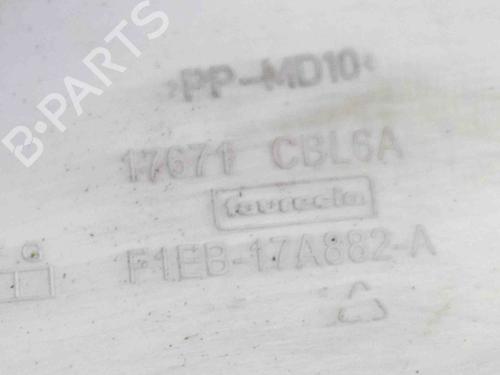 B-PARTS
>PP-MD10<
17671 CBL6A
faurecia
F1EB-17A882-A